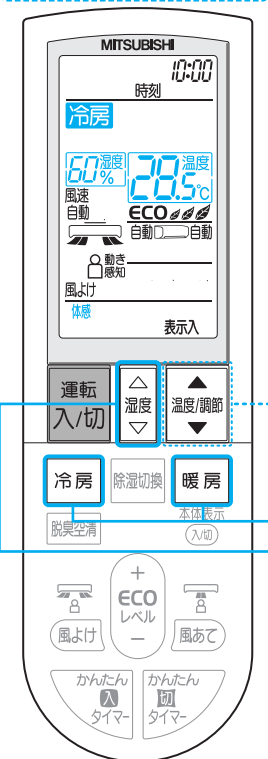 MITSUBISHI
10:00
時刻
冷房
60%湿度 28.5℃温度
風速
自動 ECO
自動 自動
動き
感知
風よけ
体感
表示入
運転
入/切
△
湿度
▽
▲
温度/調節
▼
冷房 除湿切換 暖房
脱臭空清
本体表示
入/切
+
ECO
レベル
−
風よけ 風あて
かんたん
入
タイマー
かんたん
切
タイマー